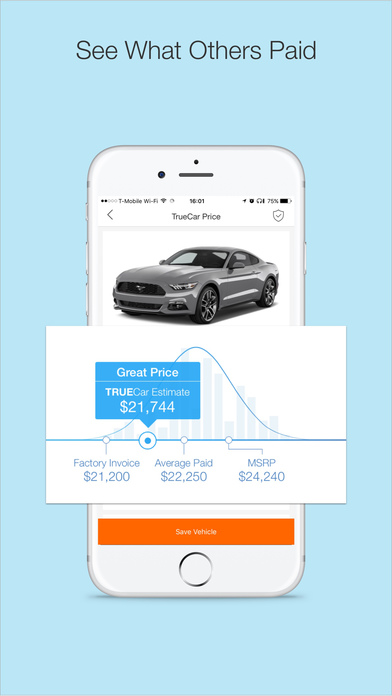 See What Others Paid
T-Mobile Wi-Fi 16:01 75%
TrueCar Price
Great Price
TRUECar Estimate
$21,744
Factory Invoice Average Paid MSRP
$21,200 $22,250 $24,240
Save Vehicle